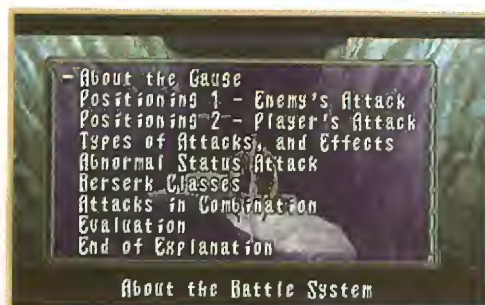 About the Gauge
Positioning 1 - Enemy's Attack
Positioning 2 - Player's Attack
Types of Attacks, and Effects
Abnormal Status Attack
Berserk Classes
Attacks in Combination
Evaluation
End of Explanation
About the Battle System